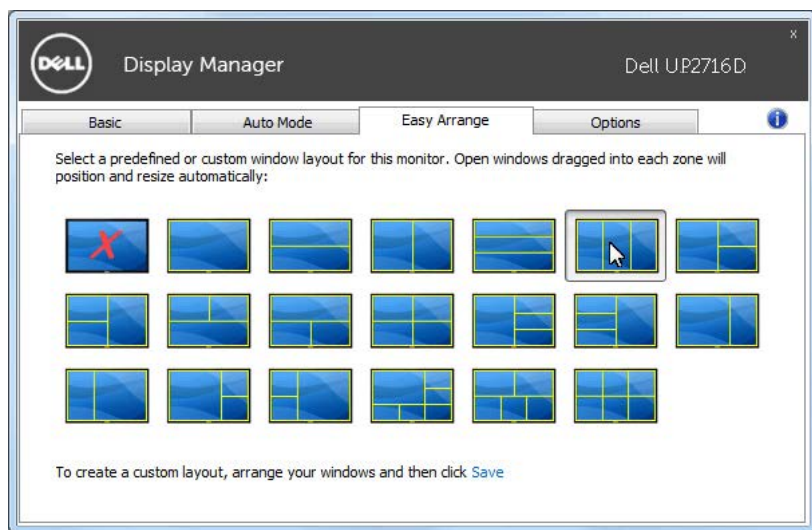 x
DELL Display Manager Dell UP2716D
Basic Auto Mode Easy Arrange Options i
Select a predefined or custom window layout for this monitor. Open windows dragged into each zone will
position and resize automatically:
X
To create a custom layout, arrange your windows and then click Save